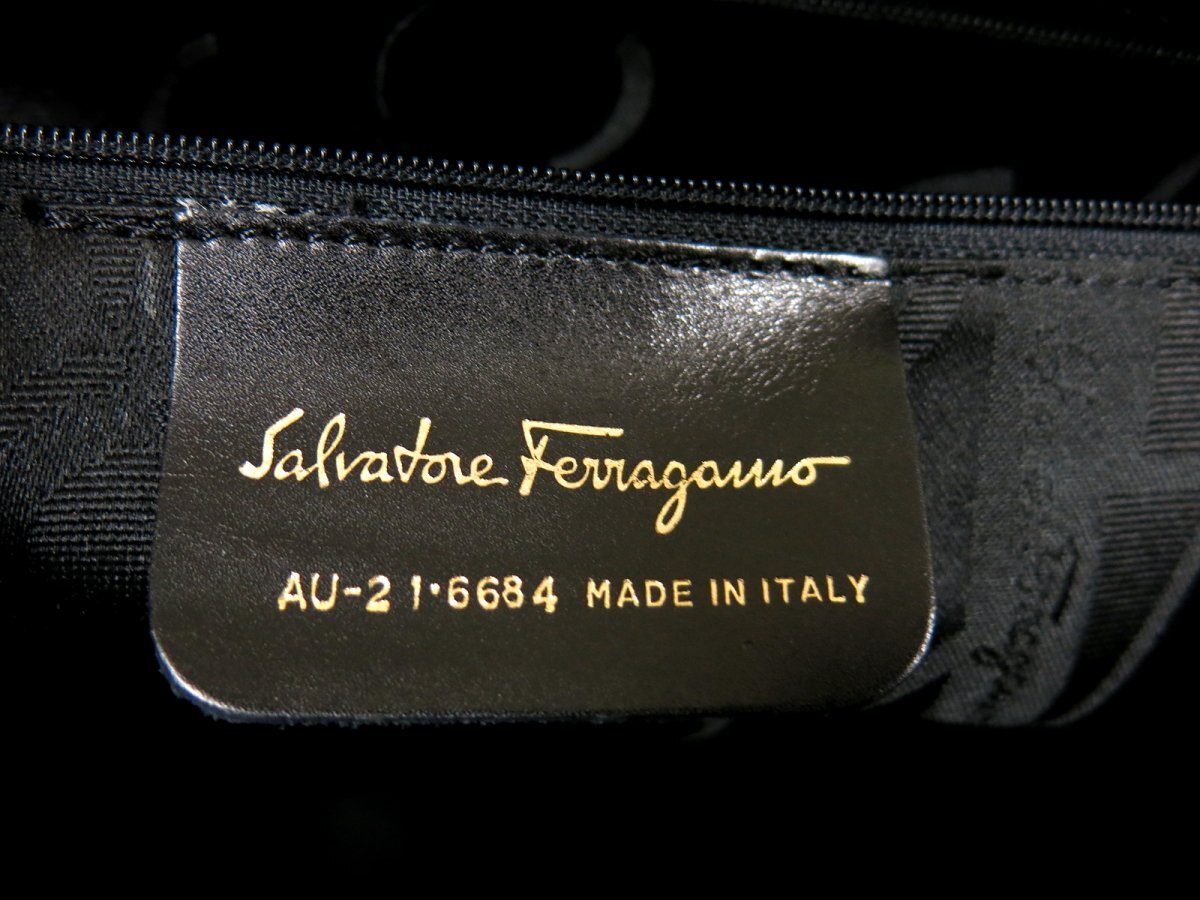 Salvatore Ferragamo
AU-21·6684 MADE IN ITALY